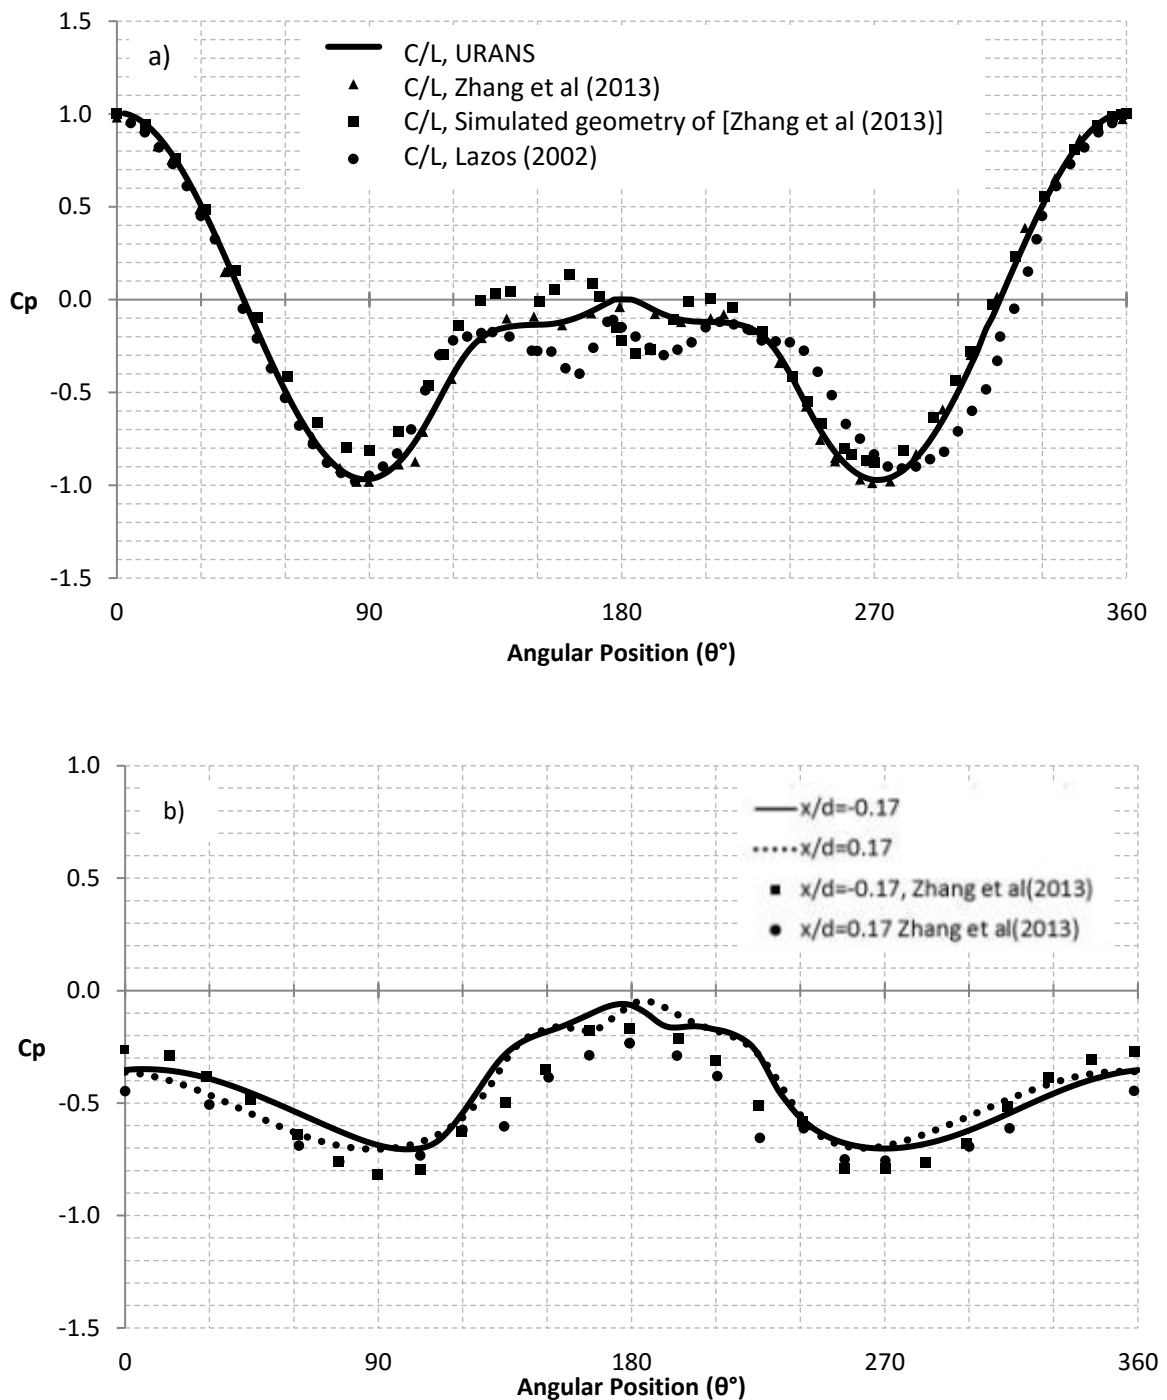 1.5
a)
C/L, URANS
C/L, Zhang et al (2013)
C/L, Simulated geometry of [Zhang et al (2013)]
C/L, Lazos (2002)
1.0
0.5
0.0
Cp
-0.5
-1.0
-1.5
0 90 180 270 360
Angular Position (θ°)
1.0
b)
x/d=-0.17
x/d=0.17
x/d=-0.17, Zhang et al(2013)
x/d=0.17 Zhang et al(2013)
0.5
0.0
Cp
-0.5
-1.0
-1.5
0 90 180 270 360
Angular Position (θ°)